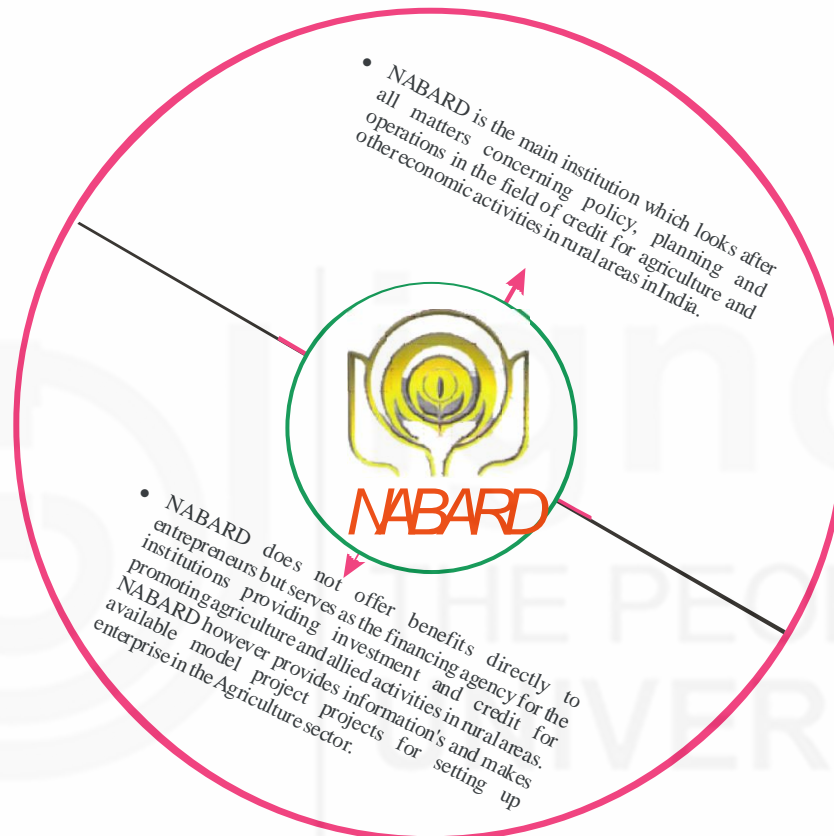 • NABARD is the main institution which looks after
all matters concerning policy, planning and
operations in the field of credit for agriculture and
other economic activities in rural areas in India.
NABARD
• NABARD does not offer benefits directly to
entrepreneurs but serves as the financing agency for the
institutions providing investment and credit for
promoting agriculture and allied activities in rural areas.
NABARD however provides information's and makes
available model project projects for setting up
enterprise in the Agriculture sector.
ignou
THE PEOPLE'S
UNIVERSITY